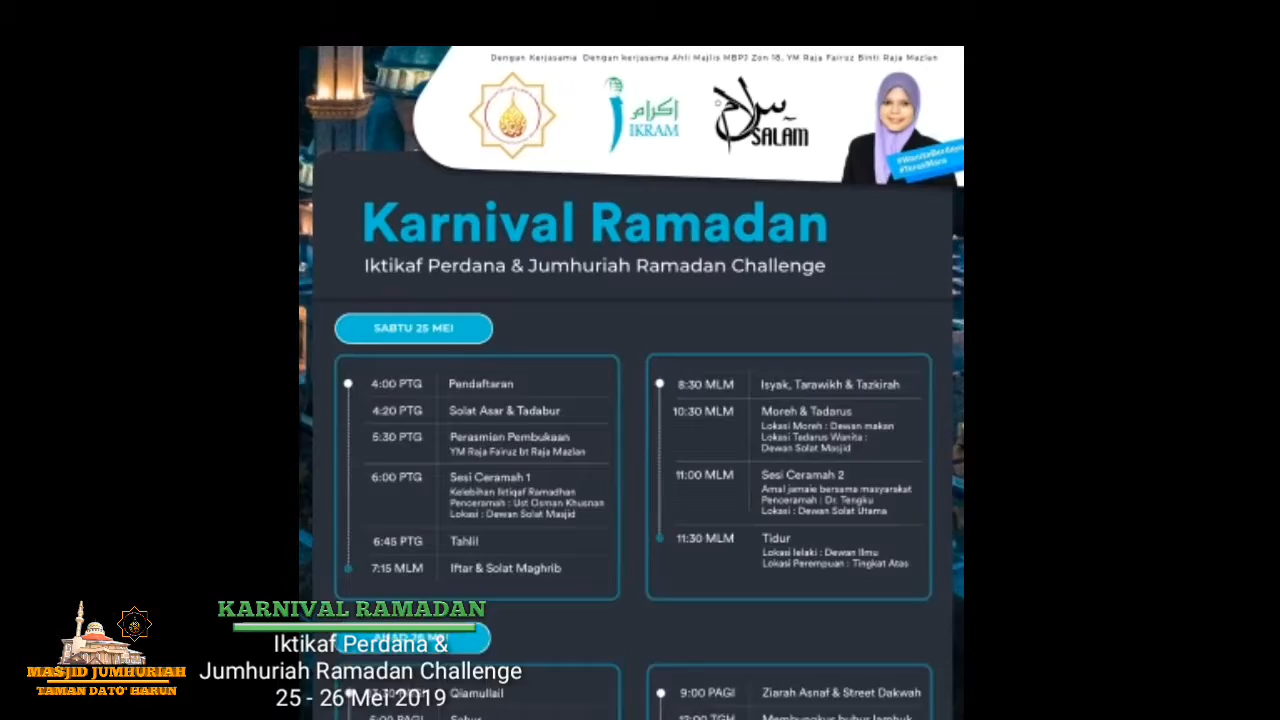 Dengan Kerjasama Dengan kerjasama Ahli Majlis MBPJ Zon 18, YM Raja Fairuz Binti Raja Mazlan
اكرام
IKRAM
سلام
SALAM
Karnival Ramadan
Iktikaf Perdana & Jumhuriah Ramadan Challenge
SABTU 25 MEI
4:00 PTG Pendaftaran
4:20 PTG Solat Asar & Tadabur
5:30 PTG Perasmian Pembukaan
YM Raja Fairuz bt Raja Mazlan
6:00 PTG Sesi Ceramah 1
Kelebihan Iktiqaf Ramadhan
Penceramah : Ust Osman Khusnan
Lokasi : Dewan Solat Masjid
6:45 PTG Tahlil
7:15 MLM Iftar & Solat Maghrib
8:30 MLM Isyak, Tarawikh & Tazkirah
10:30 MLM Moreh & Tadarus
Lokasi Moreh : Dewan makan
Lokasi Tadarus Wanita :
Dewan Solat Masjid
11:00 MLM Sesi Ceramah 2
Amal jamaie bersama masyarakat
Penceramah : Dr. Tengku
Lokasi : Dewan Solat Utama
11:30 MLM Tidur
Lokasi lelaki : Dewan Ilmu
Lokasi Perempuan : Tingkat Atas
Qiamullail
9:00 PAGI Ziarah Asnaf & Street Dakwah
KARNIVAL RAMADAN
Iktikaf Perdana &
Jumhuriah Ramadan Challenge
25 - 26 Mei 2019
MASJID JUMHURIAH
TAMAN DATO' HARUN